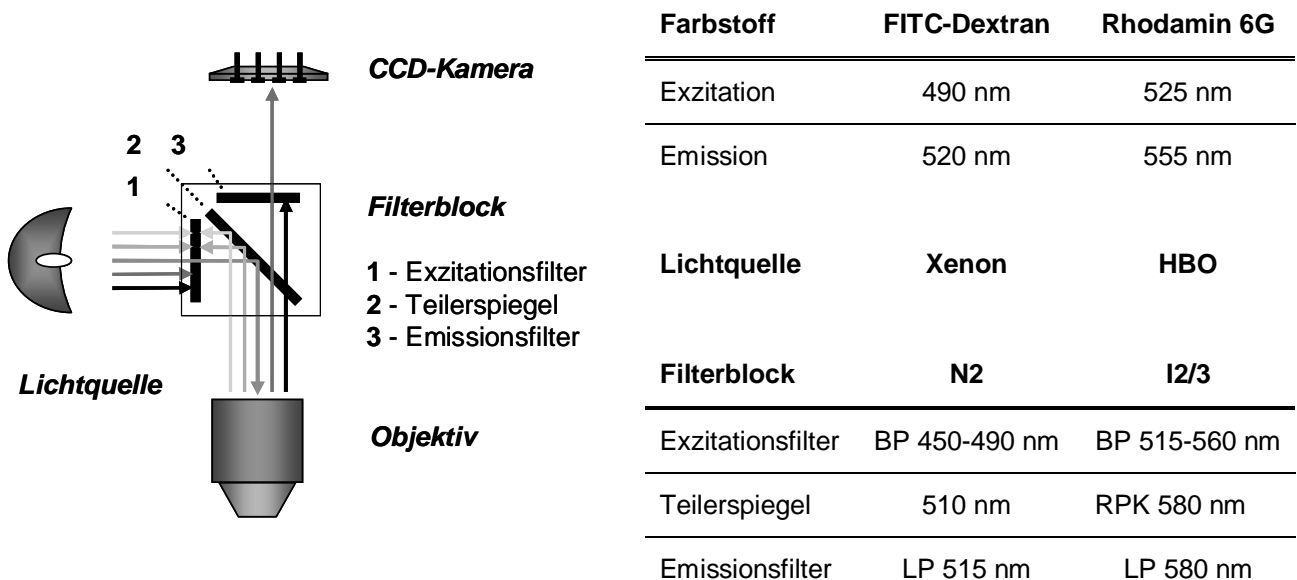 CCD-Kamera
2 3
1
Filterblock
1 - Exzitationsfilter
2 - Teilerspiegel
3 - Emissionsfilter
Lichtquelle
Objektiv
Farbstoff FITC-Dextran Rhodamin 6G
Exzitation 490 nm 525 nm
Emission 520 nm 555 nm
Lichtquelle Xenon HBO
Filterblock N2 I2/3
Exzitationsfilter BP 450-490 nm BP 515-560 nm
Teilerspiegel 510 nm RPK 580 nm
Emissionsfilter LP 515 nm LP 580 nm